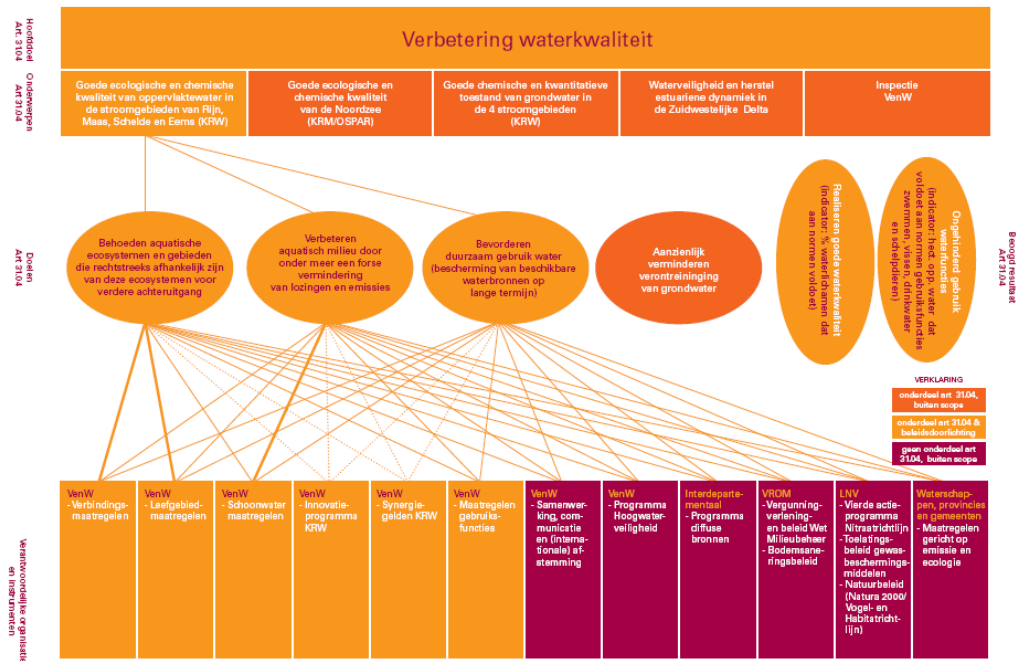 Hoofddoel
Art. 31.04
Verbetering waterkwaliteit
Onderwerpen
Art 31.04
Goede ecologische en chemische
kwaliteit van oppervlaktewater in
de stroomgebieden van Rijn,
Maas, Schelde en Eems (KRW)
Goede ecologische en
chemische kwaliteit
van de Noordzee
(KRM/OSPAR)
Goede chemische en kwantitatieve
toestand van grondwater in
de 4 stroomgebieden
(KRW)
Waterveiligheid en herstel
estuariene dynamiek in
de Zuidwestelijke Delta
Inspectie
VenW
Doelen
Art 31.04
Behoeden aquatische
ecosystemen en gebieden
die rechtstreeks afhankelijk zijn
van deze ecosystemen voor
verdere achteruitgang
Verbeteren
aquatisch milieu door
onder meer een forse
vermindering
van lozingen en emissies
Bevorderen
duurzaam gebruik water
(bescherming van beschikbare
waterbronnen op
lange termijn)
Aanzienlijk
verminderen
verontreininging
van grondwater
Realiseren goede waterkwaliteit
(indicator: % waterlichamen dat
aan normen voldoet)
Ongehinderd gebruik
waterfuncties
(indicator: hect. opp. water dat
voldoet aan normen gebruiksfuncties
zwemmen, vissen, drinkwater
en schelpdieren)
Beoogd resultaat
Art 31.04
VERKLARING
onderdeel art 31.04,
buiten scope
onderdeel art 31.04 &
beleidsdoorlichting
geen onderdeel art
31.04, buiten scope
Verantwoordelijke organisatie
en instrumenten
VenW
- Verbindings-
maatregelen
VenW
- Leefgebied-
maatregelen
VenW
- Schoonwater
maatregelen
VenW
- Innovatie-
programma
KRW
VenW
- Synergie-
gelden KRW
VenW
- Maatregelen
gebruiks-
functies
VenW
- Samenwer-
king, com-
municatie
en (interna-
tionale) af-
stemming
VenW
- Programma
Hoogwater-
veiligheid
Interdeparte-
mentaal
- Programma
diffuse
bronnen
VROM
- Vergunning-
verlening-
en beleid Wet
Milieubeheer
- Bodemsane-
ringsbeleid
LNV
- Vierde actie-
programma
Nitraatrichtlijn
- Toelatings-
beleid gewas-
beschermings-
middelen
- Natuurbeleid
(Natura 2000/
Vogel- en
Habitatricht-
lijn)
Waterschap-
pen, provincies
en gemeenten
- Maatregelen
gericht op
emissie en
ecologie